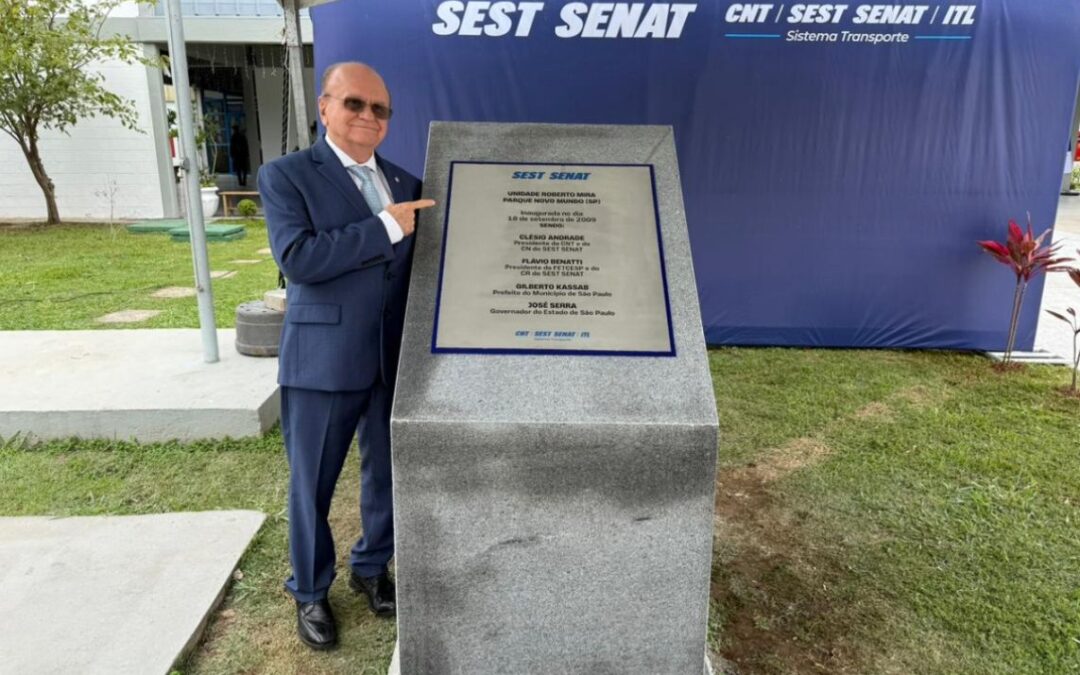 SEST SENAT
CNT / SEST SENAT / ITL
Sistema Transporte
SEST SENAT
UNIDADE ROBERTO MIRA
PARQUE NOVO MUNDO (SP)
Inaugurada no dia
18 de setembro de 2009
SENDO:
CLÉSIO ANDRADE
Presidente da CNT e do
CN do SEST SENAT
FLÁVIO BENATTI
Presidente da FETCESP e do
CR do SEST SENAT
GILBERTO KASSAB
Prefeito do Município de São Paulo
JOSÉ SERRA
Governador do Estado de São Paulo
CNT / SEST SENAT / ITL
Sistema Transporte